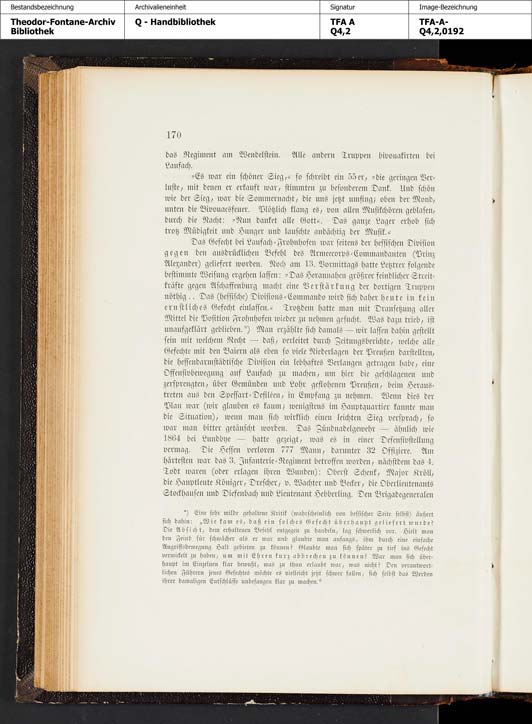 Bestandsbezeichnung
Archivalieneinheit
Signatur
Image-Bezeichnung
Theodor-Fontane-Archiv
Bibliothek
Q - Handbibliothek
TFA A
Q4,2
TFA-A-
Q4,2,0192
170
das Regiment am Wendelstein. Alle andern Truppen bivouakirten bei
Laufach.
»Es war ein schöner Sieg,« so schreibt ein 55er, »die geringen Ver-
luste, mit denen er erkauft war, stimmten zu besonderem Dank. Und schön
wie der Sieg, war die Sommernacht, die uns jetzt umfing; oben der Mond,
unten die Bivouacsfeuer. Plötzlich klang es, von allen Musikchören geblasen,
durch die Nacht: »Nun danket alle Gott«. Das ganze Lager erhob sich
trotz Müdigkeit und Hunger und lauschte andächtig der Musik.«
Das Gefecht bei Laufach-Frohnhofen war seitens der hessischen Division
gegen den ausdrücklichen Befehl des Armeecorps-Commandanten (Prinz
Alexander) geliefert worden. Noch am 13. Vormittags hatte Letztrer folgende
bestimmte Weisung ergehen lassen: »Das Herannahen größrer feindlicher Streit-
kräfte gegen Aschaffenburg macht eine Verstärkung der dortigen Truppen
nöthig . . Das (hessische) Divisions-Commando wird sich daher heute in kein
ernstliches Gefecht einlassen.« Trotzdem hatte man mit Dransetzung aller
Mittel die Position Frohnhofen wieder zu nehmen gesucht. Was dazu trieb, ist
unaufgeklärt geblieben.*) Man erzählte sich damals — wir lassen dahin gestellt
sein mit welchem Recht — daß, verleitet durch Zeitungsberichte, welche alle
Gefechte mit den Baiern als eben so viele Niederlagen der Preußen darstellten,
die hessendarmstädtische Division ein lebhaftes Verlangen getragen habe, eine
Offensivbewegung auf Laufach zu machen, um hier die geschlagenen und
zersprengten, über Gemünden und Lohr geflohenen Preußen, beim Heraus-
treten aus den Spessart-Defiléen, in Empfang zu nehmen. Wenn dies der
Plan war (wir glauben es kaum; wenigstens im Hauptquartier kannte man
die Situation), wenn man sich wirklich einen leichten Sieg versprach, so
war man bitter getäuscht worden. Das Zündnadelgewehr — ähnlich wie
1864 bei Lundbye — hatte gezeigt, was es in einer Defensivstellung
vermag. Die Hessen verloren 777 Mann, darunter 32 Offiziere. Am
härtesten war das 3. Infanterie-Regiment betroffen worden, nächstdem das 4.
Todt waren (oder erlagen ihren Wunden): Oberst Schenk, Major Kröll,
die Hauptleute Königer, Drescher, v. Wachter und Becker, die Oberlieutenants
Stockhausen und Diefenbach und Lieutenant Hebberling. Den Brigadegeneralen
*) Eine sehr milde gehaltene Kritik (wahrscheinlich von hessischer Seite selbst) äußert
sich dahin: „Wie kam es, daß ein solches Gefecht überhaupt geliefert wurde?
Die Absicht, dem erhaltenen Befehl entgegen zu handeln, lag schwerlich vor. Hielt man
den Feind für schwächer als er war und glaubte man anfangs, ihm durch eine einfache
Angriffsbewegung Halt gebieten zu können? Glaubte man sich später zu tief ins Gefecht
verwickelt zu haben, um mit Ehren kurz abbrechen zu können? War man sich über-
haupt im Einzelnen klar bewußt, was zu thun erlaubt war, was nicht? Den verantwort-
lichen Führern jenes Gefechtes möchte es vielleicht jetzt schwer fallen, sich selbst das Werden
ihrer damaligen Entschlüsse unbefangen klar zu machen.“